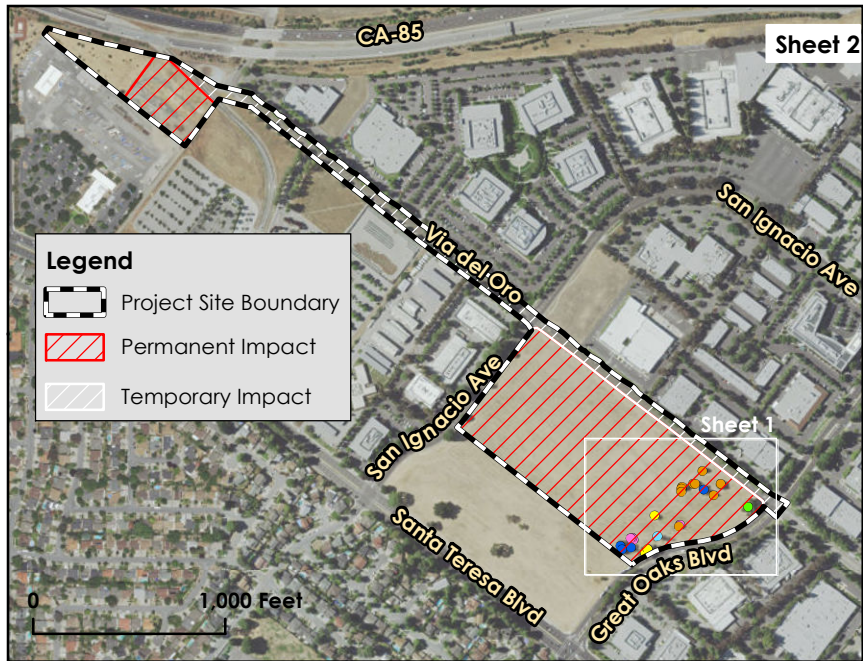 CA-85
Sheet 2
San Ignacio Ave
Via del Oro
Legend
Project Site Boundary
Permanent Impact
Temporary Impact
San Ignacio Ave
Sheet 1
Santa Teresa Blvd
Great Oaks Blvd
0 1,000 Feet